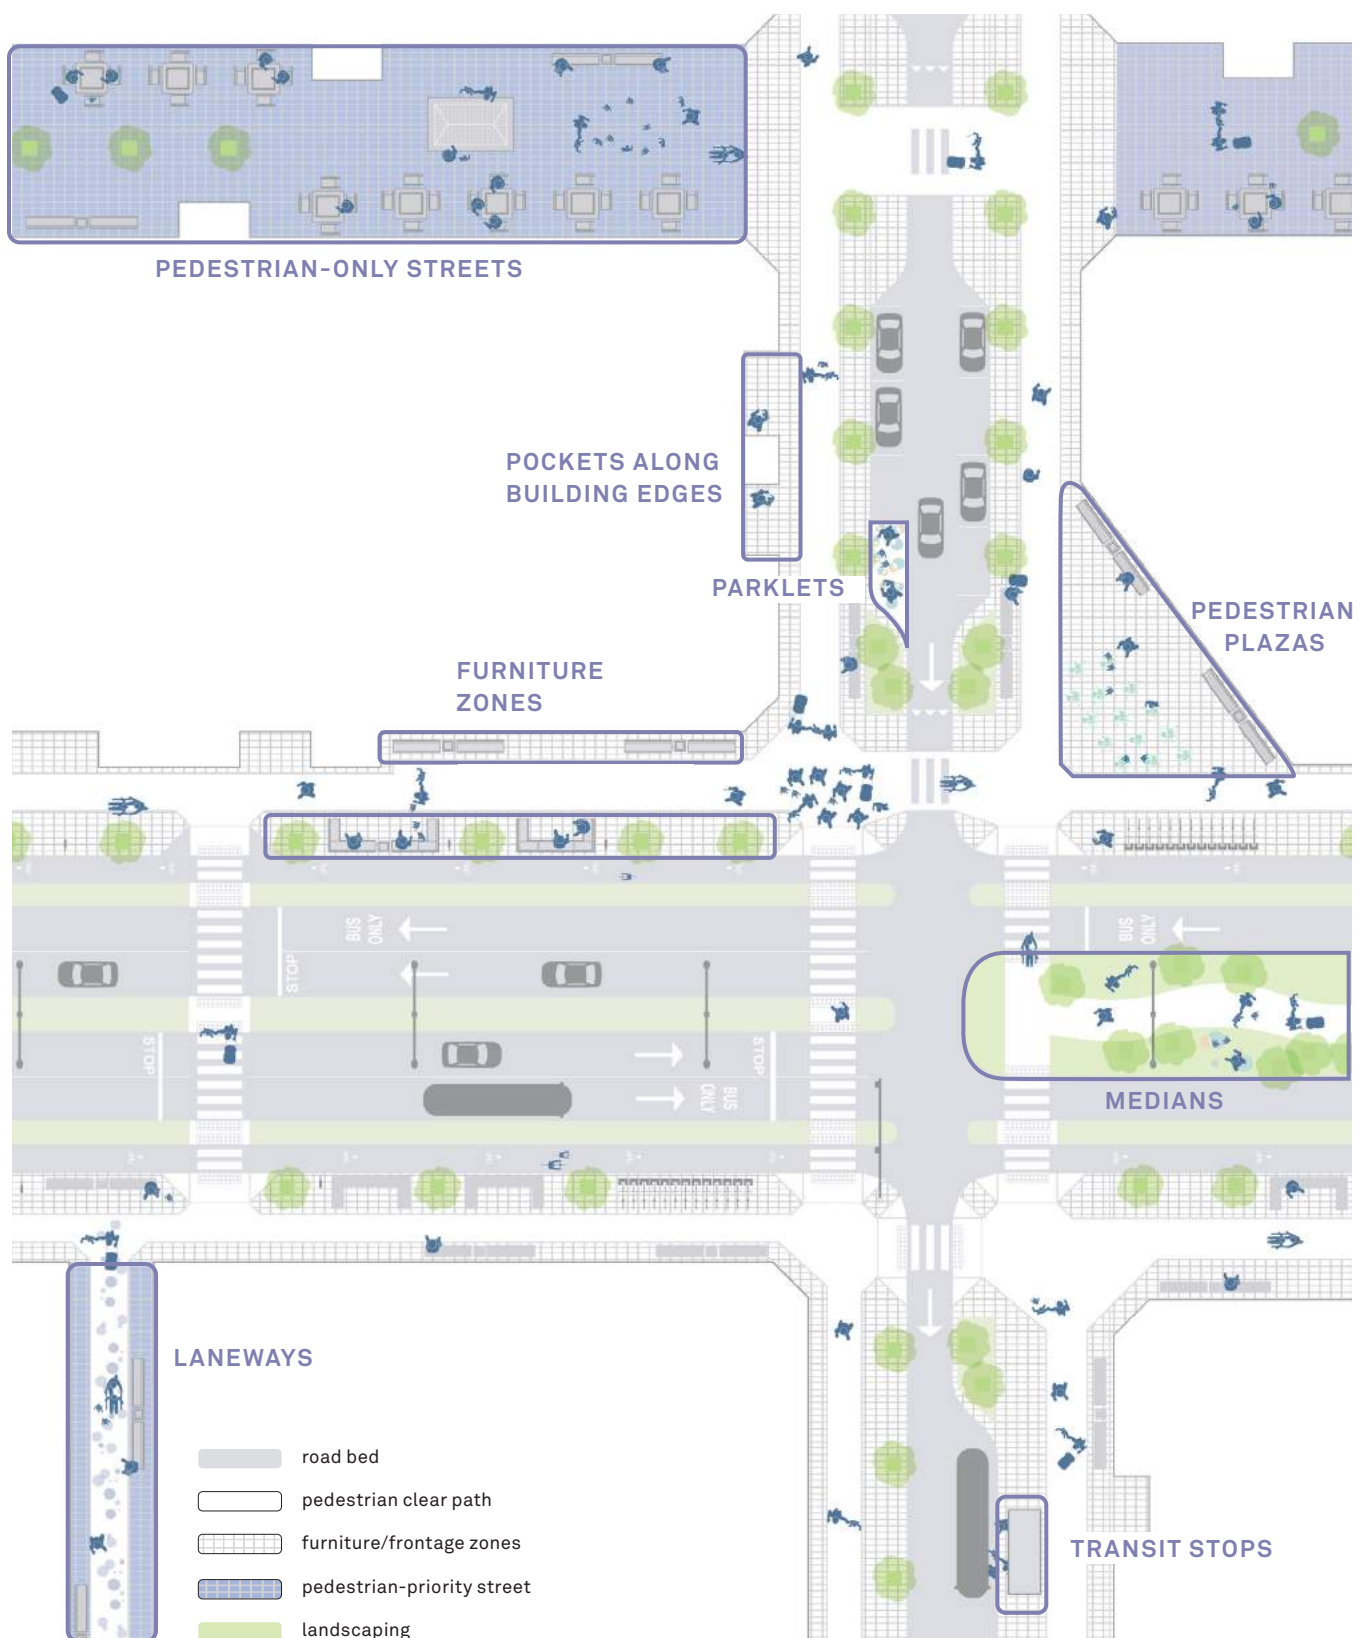 PEDESTRIAN-ONLY STREETS
POCKETS ALONG
BUILDING EDGES
PARKLETS
PEDESTRIAN
PLAZAS
FURNITURE
ZONES
BUS
ONLY
BUS
ONLY
STOP
STOP
STOP
BUS
ONLY
MEDIANS
LANEWAYS
road bed
pedestrian clear path
furniture/frontage zones
pedestrian-priority street
landscaping
TRANSIT STOPS